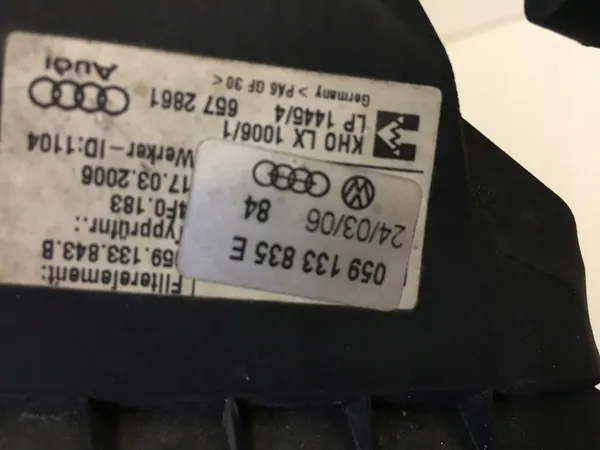 Filterelement:
059.133.843.B
Typprüfnr.:
4F0.183
17.03.2006
Werker-ID:1104
KHO LX 1006/1
LP 1445/4
657 2861
Germany > PA6 GF 30 <
Audi
059 133 835 E
24/03/06 84